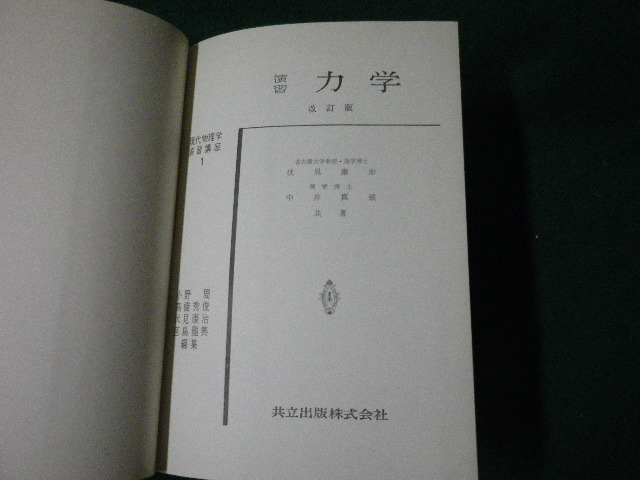 演習 力学
改訂版
現代物理学
演習講座
1
名古屋大学教授・理学博士
伏見康治
理学博士
中井真蔵
共著
小野周
高橋秀俊
伏見康治
宮島龍興
編集
共立出版株式会社